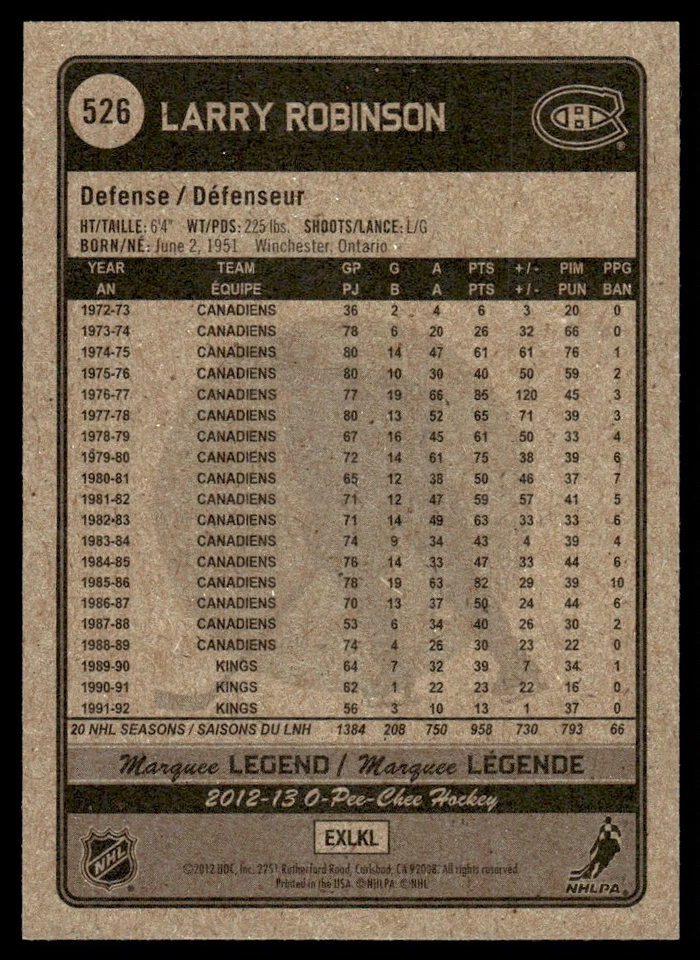 526 LARRY ROBINSON
Defense / Défenseur
HT/TAILLE: 6'4" WT/PDS: 225 lbs. SHOOTS/LANCE: L/G
BORN/NÉ: June 2, 1951 Winchester, Ontario
YEAR TEAM GP G A PTS +/- PIM PPG
AN ÉQUIPE PJ B A PTS +/- PUN BAN
1972-73 CANADIENS 36 2 4 6 3 20 0
1973-74 CANADIENS 78 6 20 26 32 66 0
1974-75 CANADIENS 80 14 47 61 61 76 1
1975-76 CANADIENS 80 10 30 40 50 59 2
1976-77 CANADIENS 77 19 66 85 120 45 3
1977-78 CANADIENS 80 13 52 65 71 39 3
1978-79 CANADIENS 67 16 45 61 50 33 4
1979-80 CANADIENS 72 14 61 75 38 39 6
1980-81 CANADIENS 65 12 38 50 46 37 7
1981-82 CANADIENS 71 12 47 59 57 41 5
1982-83 CANADIENS 71 14 49 63 33 33 6
1983-84 CANADIENS 74 9 34 43 4 39 4
1984-85 CANADIENS 76 14 33 47 33 44 6
1985-86 CANADIENS 78 19 63 82 29 39 10
1986-87 CANADIENS 70 13 37 50 24 44 6
1987-88 CANADIENS 53 6 34 40 26 30 2
1988-89 CANADIENS 74 4 26 30 23 22 0
1989-90 KINGS 64 7 32 39 7 34 1
1990-91 KINGS 62 1 22 23 22 16 0
1991-92 KINGS 56 3 10 13 1 37 0
20 NHL SEASONS / SAISONS DU LNH 1384 208 750 958 730 793 66
Marquee LEGEND / Marquee LÉGENDE
2012-13 O-Pee-Chee Hockey
EXLKL
NHL
©2012 UDC, Inc. 2251 Rutherford Road, Carlsbad, CA 92008. All rights reserved.
Printed in the USA. ©NHLPA. ©NHL
NHLPA